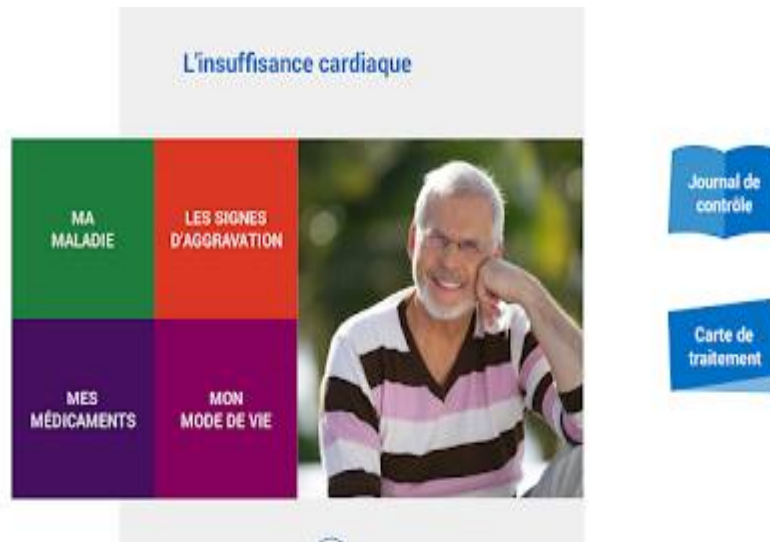 L'insuffisance cardiaque
MA
MALADIE
LES SIGNES
D'AGGRAVATION
MES
MÉDICAMENTS
MON
MODE DE VIE
Journal de
contrôle
Carte de
traitement